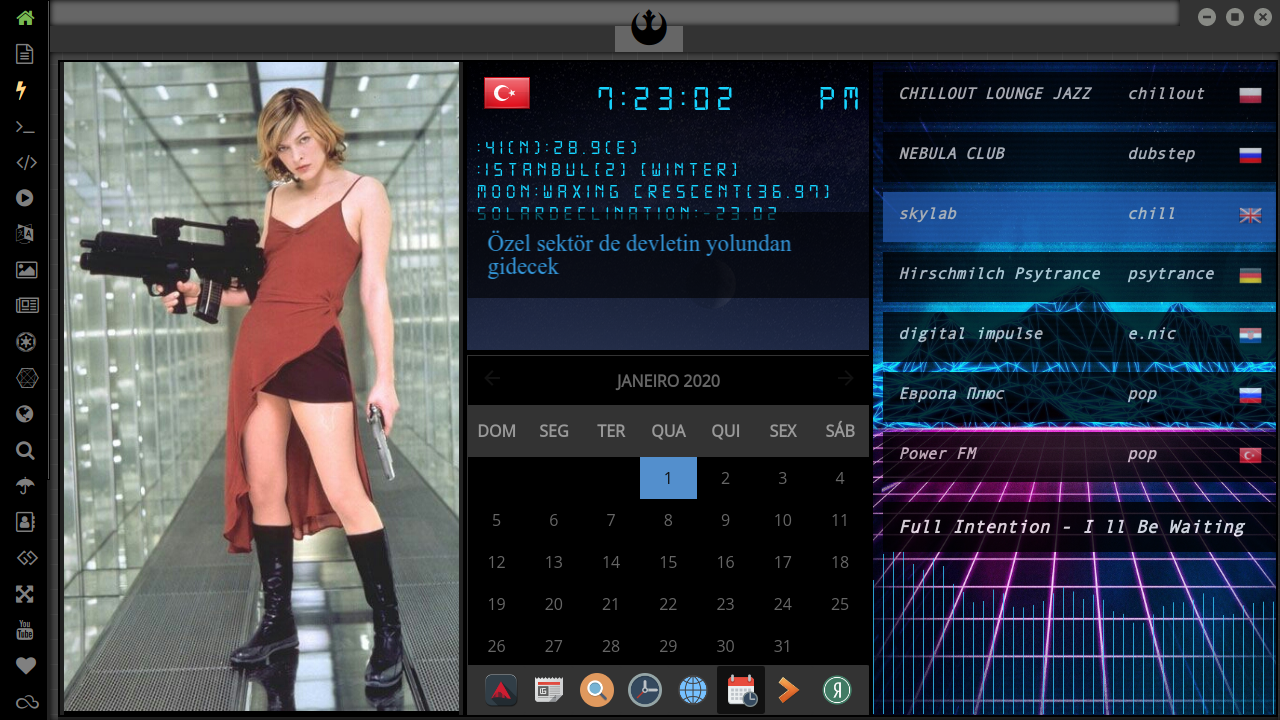 7:23:02 PM
:41(N):28.9(E)
:ISTANBUL(2) (WINTER)
MOON:WAXING CRESCENT(36.97)
SOLARDECLINATION:-23.02
Özel sektör de devletin yolundan
gidecek
JANEIRO 2020
DOM SEG TER QUA QUI SEX SÁB
1 2 3 4
5 6 7 8 9 10 11
12 13 14 15 16 17 18
19 20 21 22 23 24 25
26 27 28 29 30 31
Я
CHILLOUT LOUNGE JAZZ chillout
NEBULA CLUB dubstep
skylab chill
Hirschmilch Psytrance psytrance
digital impulse e.nic
Европа Плюс pop
Power FM pop
Full Intention - I ll Be Waiting
You
Tube